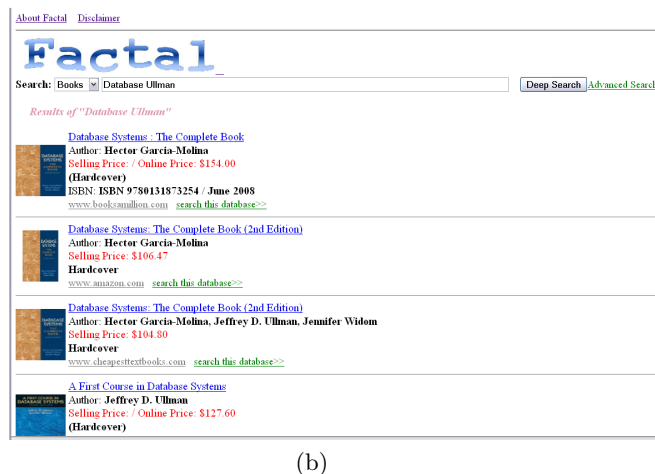 About Factal Disclaimer
Factal
Search: Books Database Ullman Deep Search Advanced Search
Results of "Database Ullman"
Database Systems : The Complete Book
Author: Hector Garcia-Molina
Selling Price: / Online Price: $154.00
(Hardcover)
ISBN: ISBN 9780131873254 / June 2008
www.booksamillion.com search this database>>
Database Systems: The Complete Book (2nd Edition)
Author: Hector Garcia-Molina
Selling Price: $106.47
Hardcover
www.amazon.com search this database>>
Database Systems: The Complete Book (2nd Edition)
Author: Hector Garcia-Molina, Jeffrey D. Ullman, Jennifer Widom
Selling Price: $104.80
Hardcover
www.cheapesttextbooks.com search this database>>
A First Course in Database Systems
Author: Jeffrey D. Ullman
Selling Price: / Online Price: $127.60
(Hardcover)
(b)